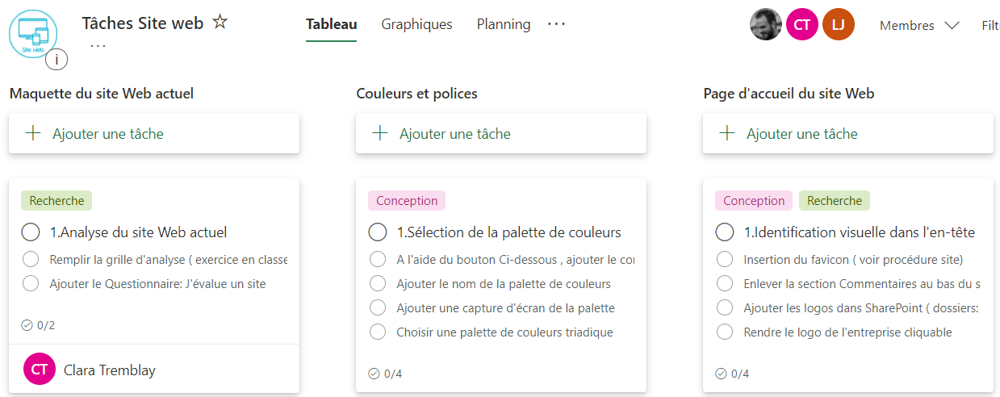 Tâches Site web
Tableau Graphiques Planning ...
CT LJ Membres Filt
...
Site Web
i
Maquette du site Web actuel
Couleurs et polices
Page d'accueil du site Web
+ Ajouter une tâche
+ Ajouter une tâche
+ Ajouter une tâche
Recherche
1.Analyse du site Web actuel
Remplir la grille d'analyse ( exercice en classe
Ajouter le Questionnaire: J'évalue un site
0/2
CT Clara Tremblay
Conception
1.Sélection de la palette de couleurs
A l'aide du bouton Ci-dessous , ajouter le cor
Ajouter le nom de la palette de couleurs
Ajouter une capture d'écran de la palette
Choisir une palette de couleurs triadique
0/4
Conception Recherche
1.Identification visuelle dans l'en-tête
Insertion du favicon ( voir procédure site)
Enlever la section Commentaires au bas du s
Ajouter les logos dans SharePoint ( dossiers:
Rendre le logo de l'entreprise cliquable
0/4